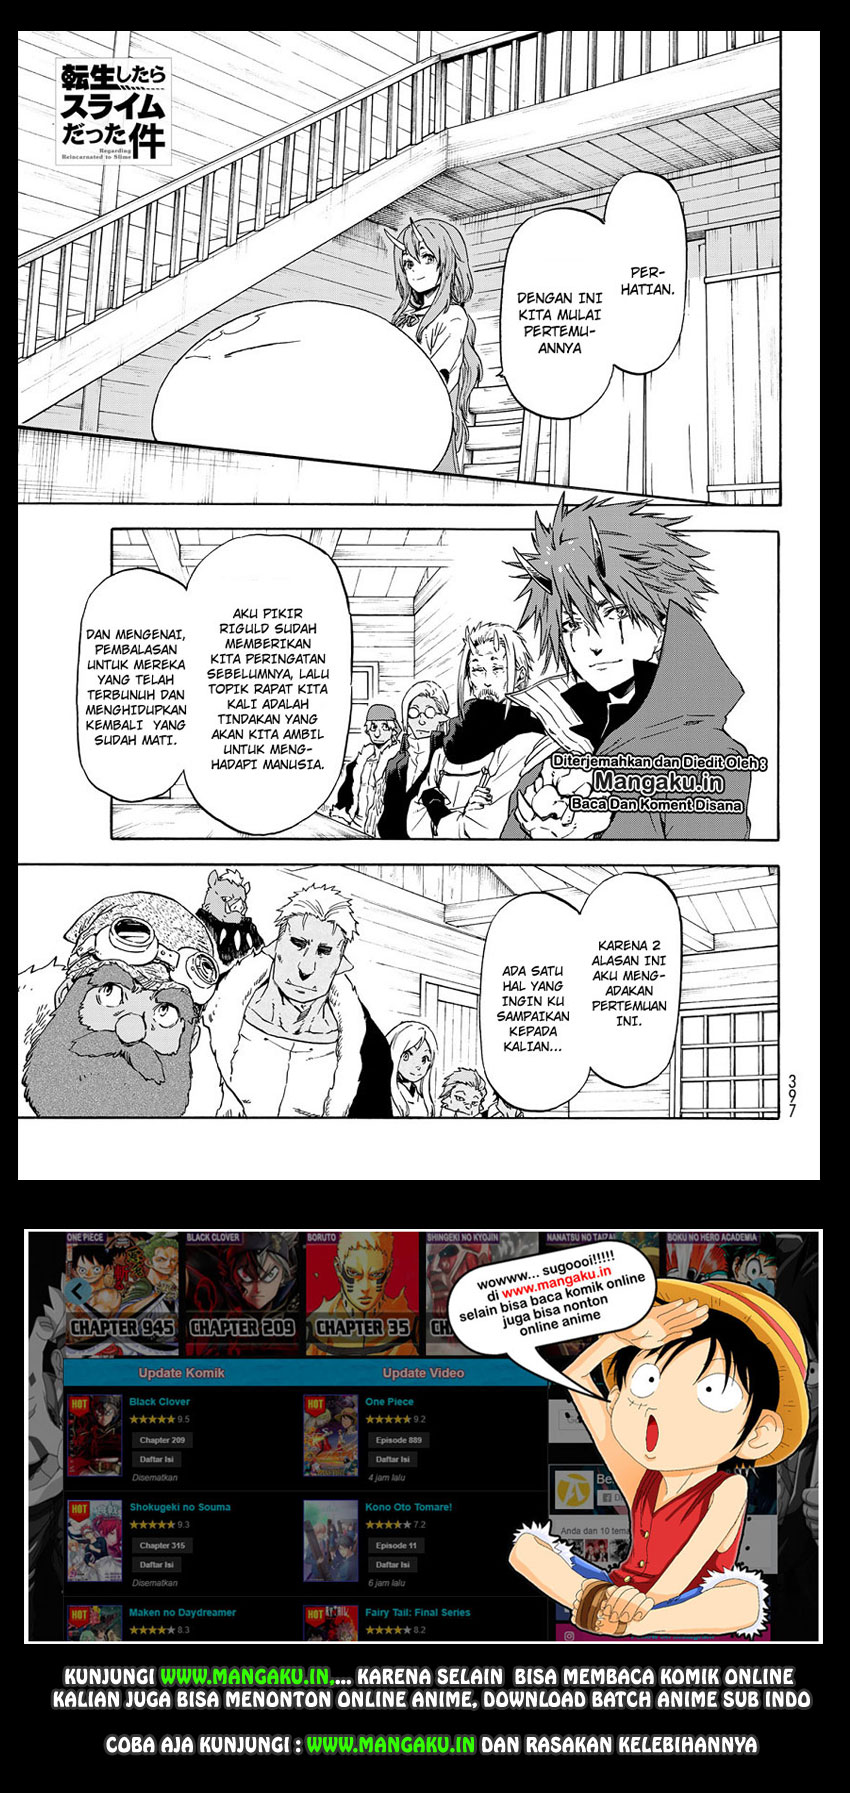 転生したら
スライム
だった件
Regarding
Reincarnated to Slime
PER-
HATIAN.
DENGAN INI
KITA MULAI
PERTEMU-
ANNYA
AKU PIKIR
RIGULD SUDAH
MEMBERIKAN
KITA PERINGATAN
SEBELUMNYA, LALU
TOPIK RAPAT KITA
KALI ADALAH
TINDAKAN YANG
AKAN KITA AMBIL
UNTUK MENG-
HADAPI MANUSIA.
DAN MENGENAI,
PEMBALASAN
UNTUK MEREKA
YANG TELAH
TERBUNUH DAN
MENGHIDUPKAN
KEMBALI YANG
SUDAH MATI.
Diterjemahkan dan Diedit Oleh :
Mangaku.in
Baca Dan Koment Disana
KARENA 2
ALASAN INI
AKU MENG-
ADAKAN
PERTEMUAN
INI.
ADA SATU
HAL YANG
INGIN KU
SAMPAIKAN
KEPADA
KALIAN...
397
ONE PIECE
BLACK CLOVER
BORUTO
SHINGEKI NO KYOJIN
NANATSU NO TAIZAI
BOKU NO HERO ACADEMIA
CHAPTER 945
CHAPTER 209
CHAPTER 35
wowww... sugoooi!!!!!
di www.mangaku.in
selain bisa baca komik online
juga bisa nonton
online anime
Update Komik
Update Video
HOT
Black Clover
9.5
Chapter 209
Daftar Isi
Disematkan
HOT
One Piece
9.2
Episode 889
Daftar Isi
4 jam lalu
HOT
Shokugeki no Souma
9.3
Chapter 315
Daftar Isi
Disematkan
Kono Oto Tomare!
7.2
Episode 11
Daftar Isi
6 jam lalu
HOT
Maken no Daydreamer
8.3
HOT
Fairy Tail: Final Series
8.2
Anda dan 10 tema
KUNJUNGI WWW.MANGAKU.IN,... KARENA SELAIN BISA MEMBACA KOMIK ONLINE
KALIAN JUGA BISA MENONTON ONLINE ANIME, DOWNLOAD BATCH ANIME SUB INDO
COBA AJA KUNJUNGI : WWW.MANGAKU.IN DAN RASAKAN KELEBIHANNYA